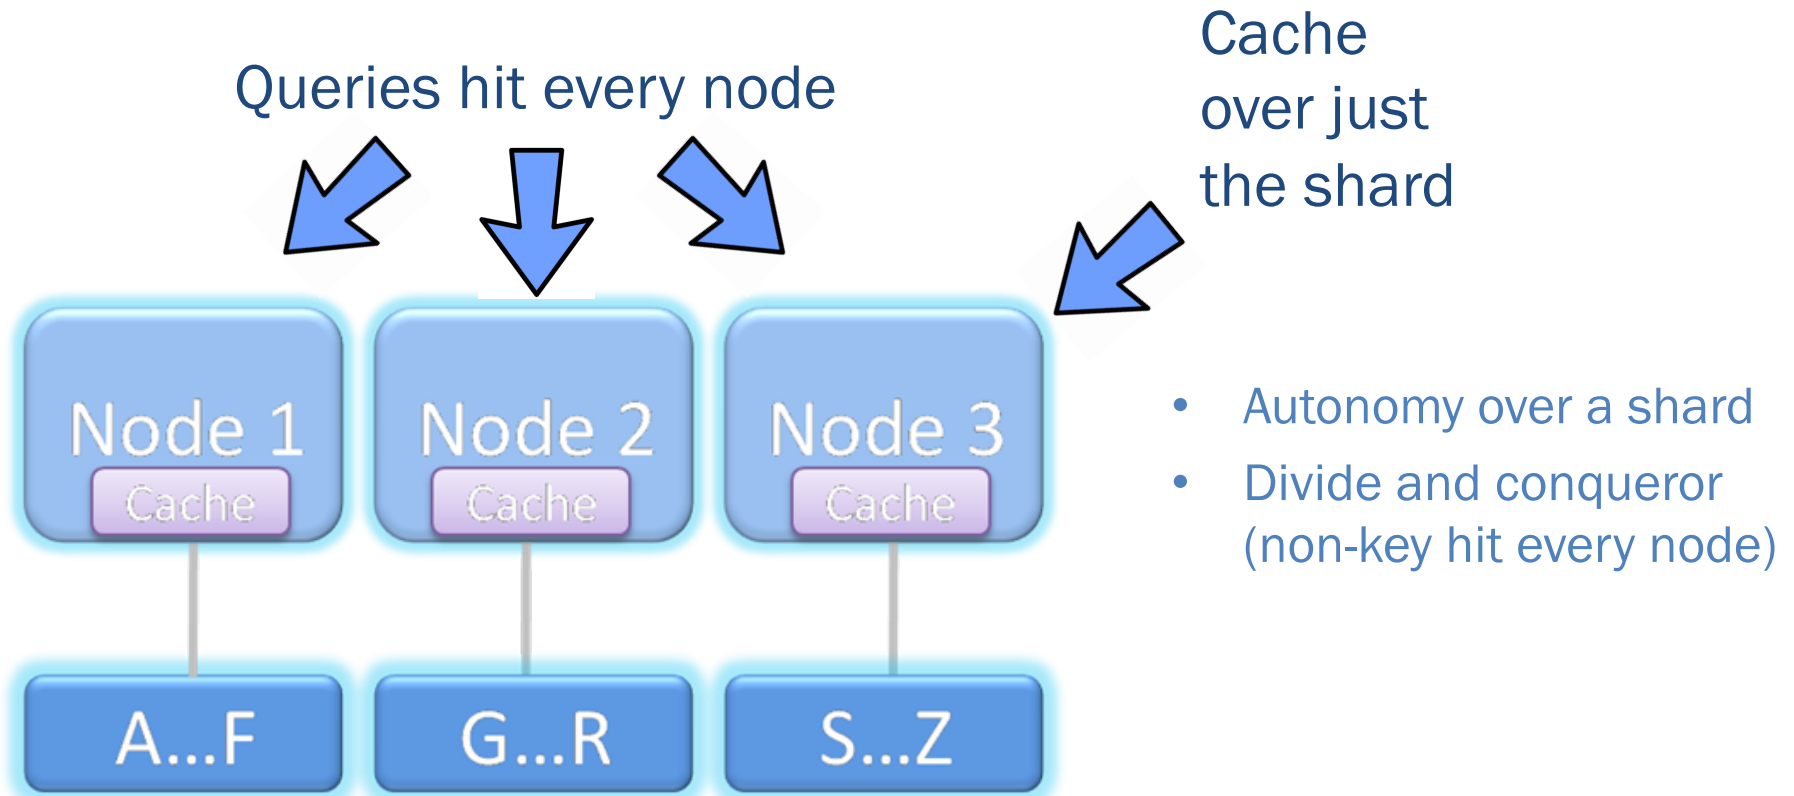 Queries hit every node
Cache
over just
the shard
Node 1
Cache
Node 2
Cache
Node 3
Cache
• Autonomy over a shard
• Divide and conqueror
(non-key hit every node)
A...F
G...R
S...Z